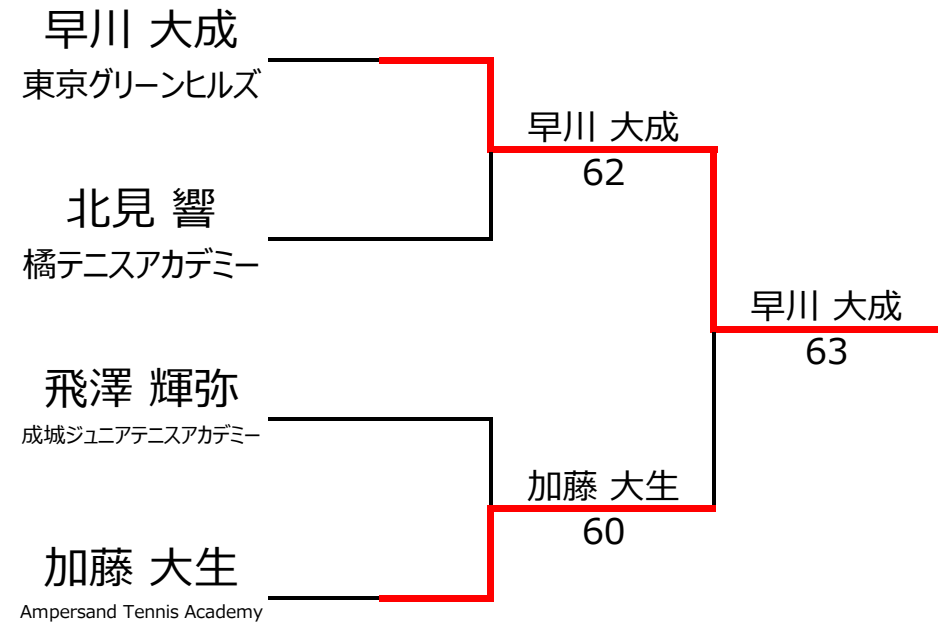 早川 大成
東京グリーンヒルズ
早川 大成
62
北見 響
橘テニスアカデミー
早川 大成
63
飛澤 輝弥
成城ジュニアテニスアカデミー
加藤 大生
60
加藤 大生
Ampersand Tennis Academy